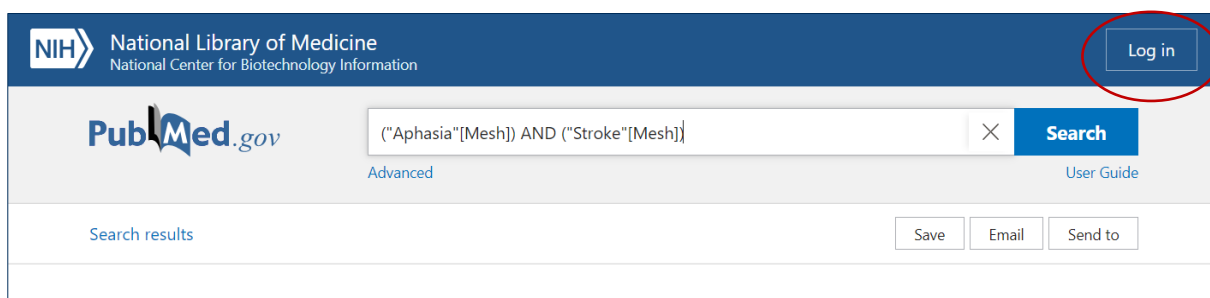 NIH
National Library of Medicine
National Center for Biotechnology Information
Log in
PubMed.gov
("Aphasia"[Mesh]) AND ("Stroke"[Mesh])
Search
Advanced
User Guide
Search results
Save
Email
Send to